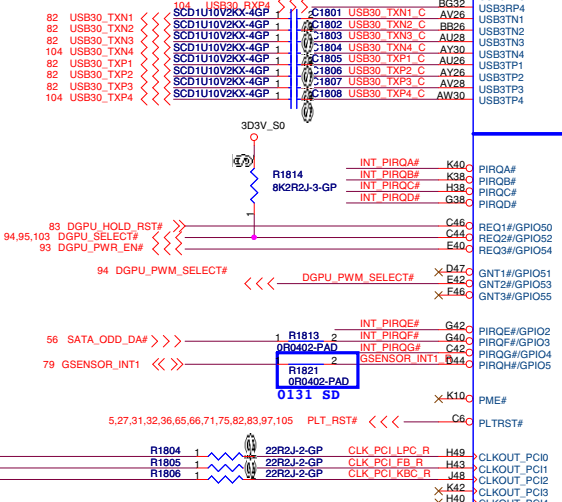 104 USB30_RXP4 BG32 USB3RP4
82 USB30_TXN1 SCD1U10V2KX-4GP 1 C1801 USB30_TXN1_C AV26 USB3TN1
82 USB30_TXN2 SCD1U10V2KX-4GP 1 C1802 USB30_TXN2_C BB26 USB3TN2
82 USB30_TXN3 SCD1U10V2KX-4GP 1 C1803 USB30_TXN3_C AU28 USB3TN3
104 USB30_TXN4 SCD1U10V2KX-4GP 1 C1804 USB30_TXN4_C AY30 USB3TN4
82 USB30_TXP1 SCD1U10V2KX-4GP 1 C1805 USB30_TXP1_C AU26 USB3TP1
82 USB30_TXP2 SCD1U10V2KX-4GP 1 C1806 USB30_TXP2_C AY26 USB3TP2
82 USB30_TXP3 SCD1U10V2KX-4GP 1 C1807 USB30_TXP3_C AV28 USB3TP3
104 USB30_TXP4 SCD1U10V2KX-4GP 1 C1808 USB30_TXP4_C AW30 USB3TP4
3D3V_S0
R1814
8K2R2J-3-GP
1
INT_PIRQA# K40 PIRQA#
INT_PIRQB# K38 PIRQB#
INT_PIRQC# H38 PIRQC#
INT_PIRQD# G38 PIRQD#
83 DGPU_HOLD_RST# C46 REQ1#/GPIO50
94,95,103 DGPU_SELECT# C44 REQ2#/GPIO52
93 DGPU_PWR_EN# E40 REQ3#/GPIO54
D47 GNT1#/GPIO51
94 DGPU_PWM_SELECT# DGPU_PWM_SELECT# E42 GNT2#/GPIO53
F46 GNT3#/GPIO55
INT_PIRQE# G42 PIRQE#/GPIO2
56 SATA_ODD_DA# 1 R1813 2 INT_PIRQF# G40 PIRQF#/GPIO3
0R0402-PAD INT_PIRQG# C42 PIRQG#/GPIO4
79 GSENSOR_INT1 1 2 GSENSOR_INT1 D44 PIRQH#/GPIO5
R1821
0R0402-PAD
0131 SD
K10 PME#
5,27,31,32,36,65,66,71,75,82,83,97,105 PLT_RST# C6 PLTRST#
R1804 1 22R2J-2-GP CLK_PCI_LPC_R H49 CLKOUT_PCI0
R1805 1 22R2J-2-GP CLK_PCI_FB_R H43 CLKOUT_PCI1
R1806 1 22R2J-2-GP CLK_PCI_KBC_R J48 CLKOUT_PCI2
K42 CLKOUT_PCI3
H40